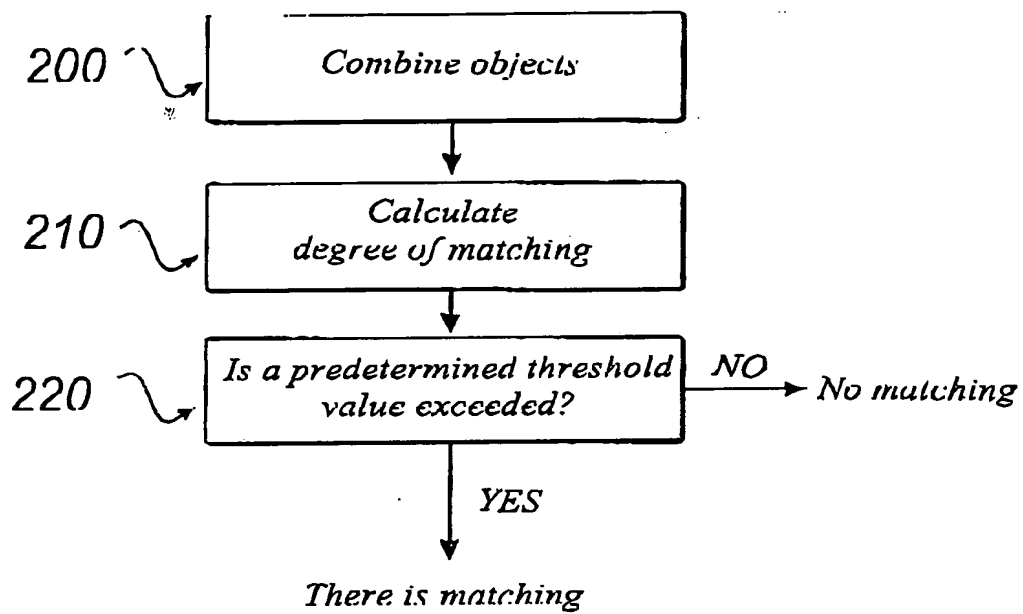 200
Combine objects
210
Calculate
degree of matching
220
Is a predetermined threshold
value exceeded?
NO
No matching
YES
There is matching